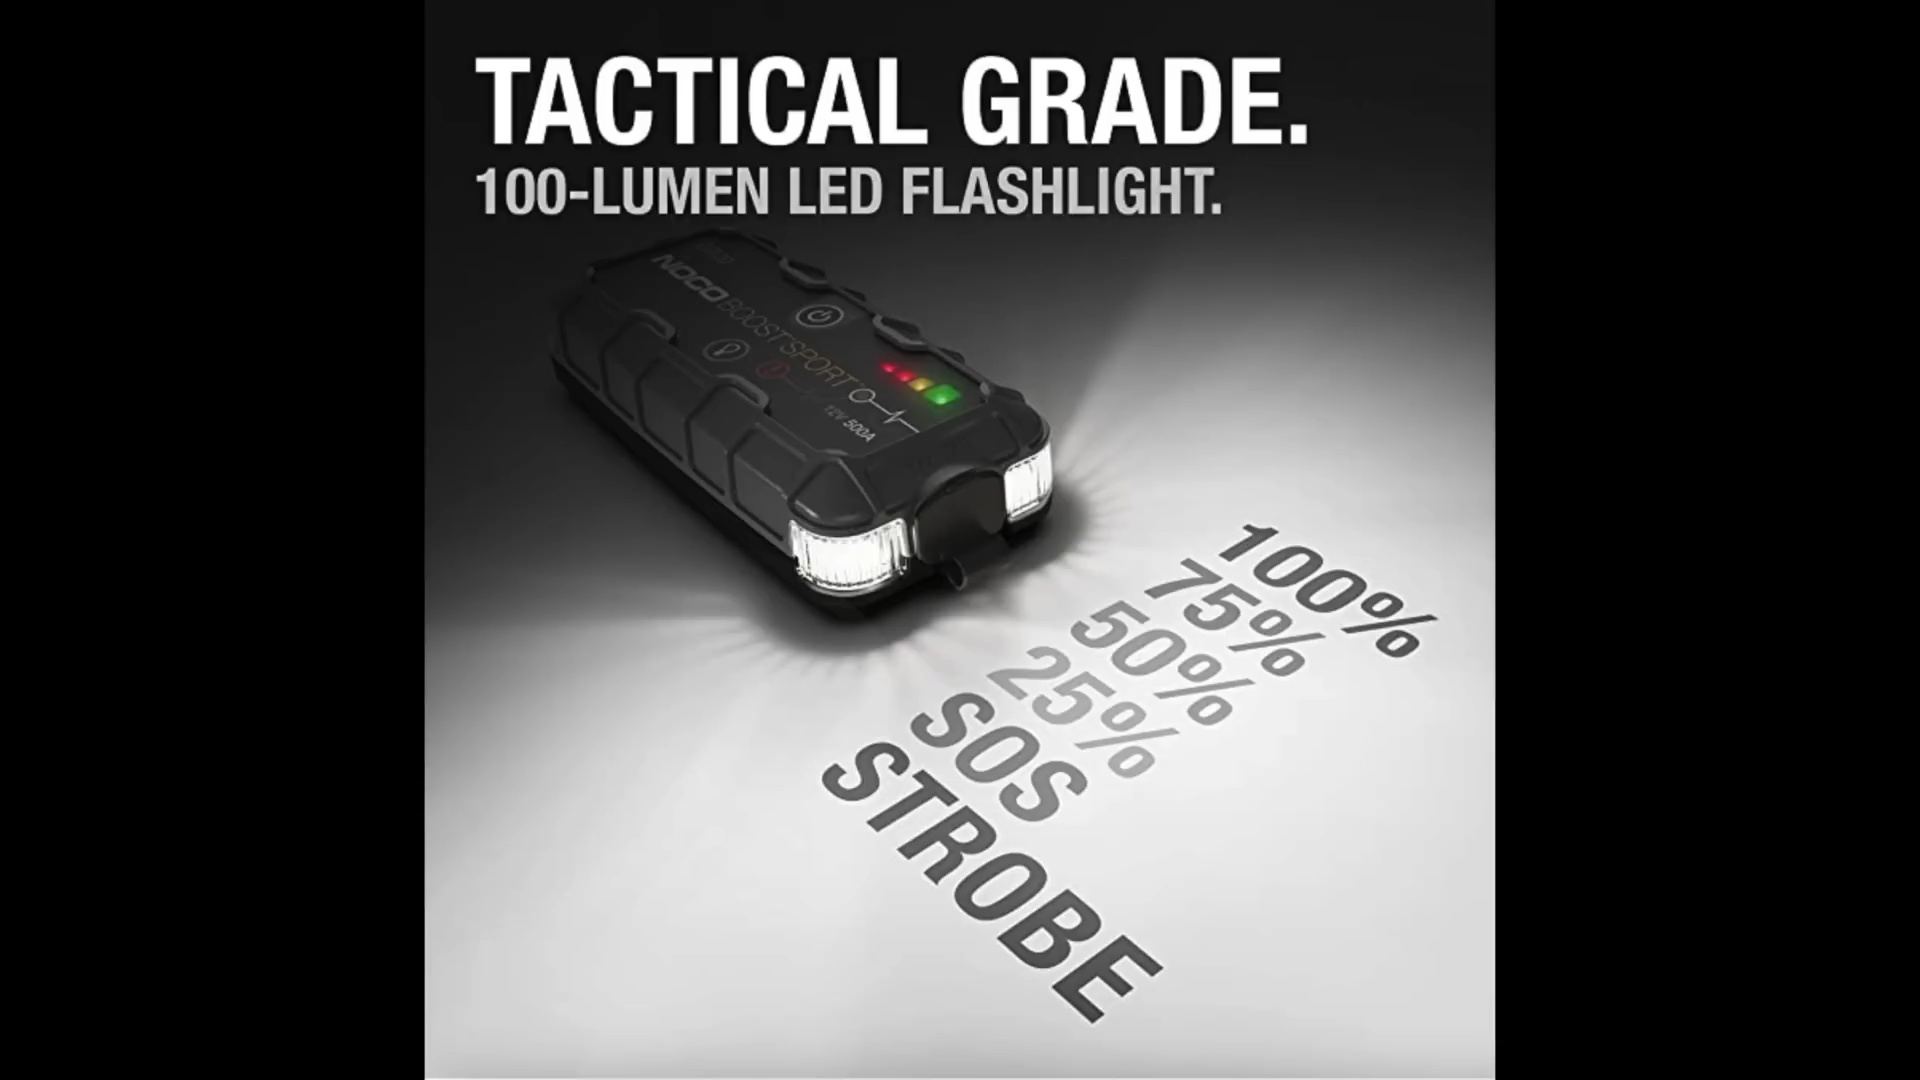 TACTICAL GRADE.
100-LUMEN LED FLASHLIGHT.
NOCO BOOST SPORT
12V 500A
100%
75%
50%
25%
SOS
STROBE